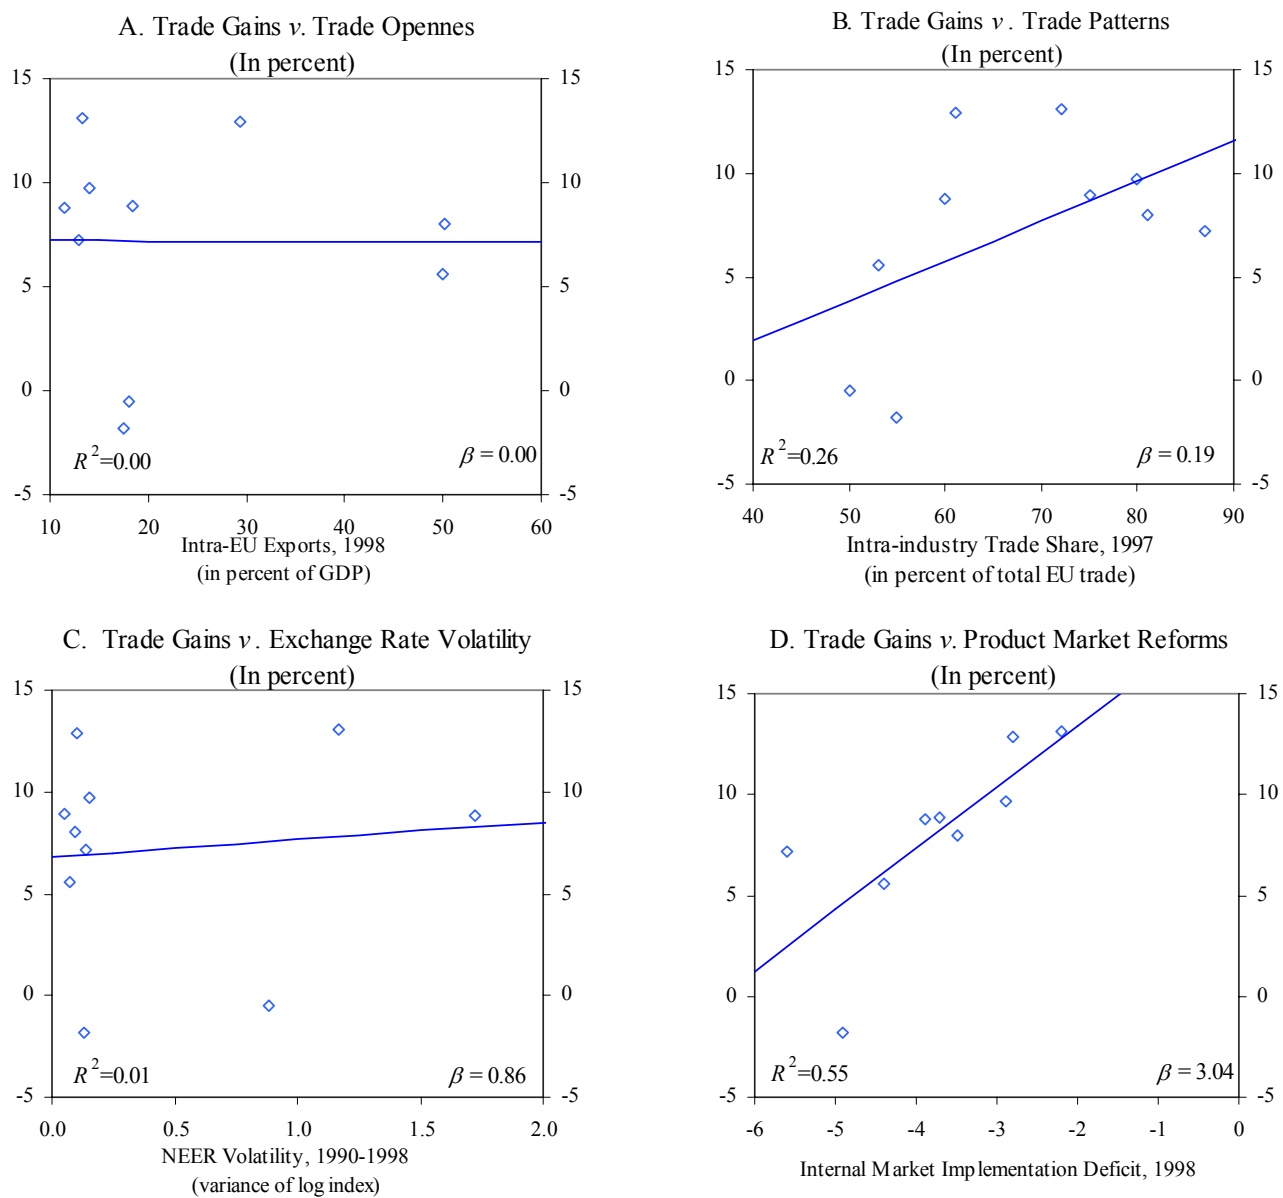 A. Trade Gains v. Trade Opennes
(In percent)
15
15
10
10
5
5
0
0
R²=0.00
β = 0.00
-5
-5
10
20
30
40
50
60
Intra-EU Exports, 1998
(in percent of GDP)
B. Trade Gains v . Trade Patterns
(In percent)
15
15
10
10
5
5
0
0
R²=0.26
β = 0.19
-5
-5
40
50
60
70
80
90
Intra-industry Trade Share, 1997
(in percent of total EU trade)
C. Trade Gains v . Exchange Rate Volatility
(In percent)
15
15
10
10
5
5
0
0
R²=0.01
β = 0.86
-5
-5
0.0
0.5
1.0
1.5
2.0
NEER Volatility, 1990-1998
(variance of log index)
D. Trade Gains v. Product Market Reforms
(In percent)
15
15
10
10
5
5
0
0
R²=0.55
β = 3.04
-5
-5
-6
-5
-4
-3
-2
-1
0
Internal Market Implementation Deficit, 1998